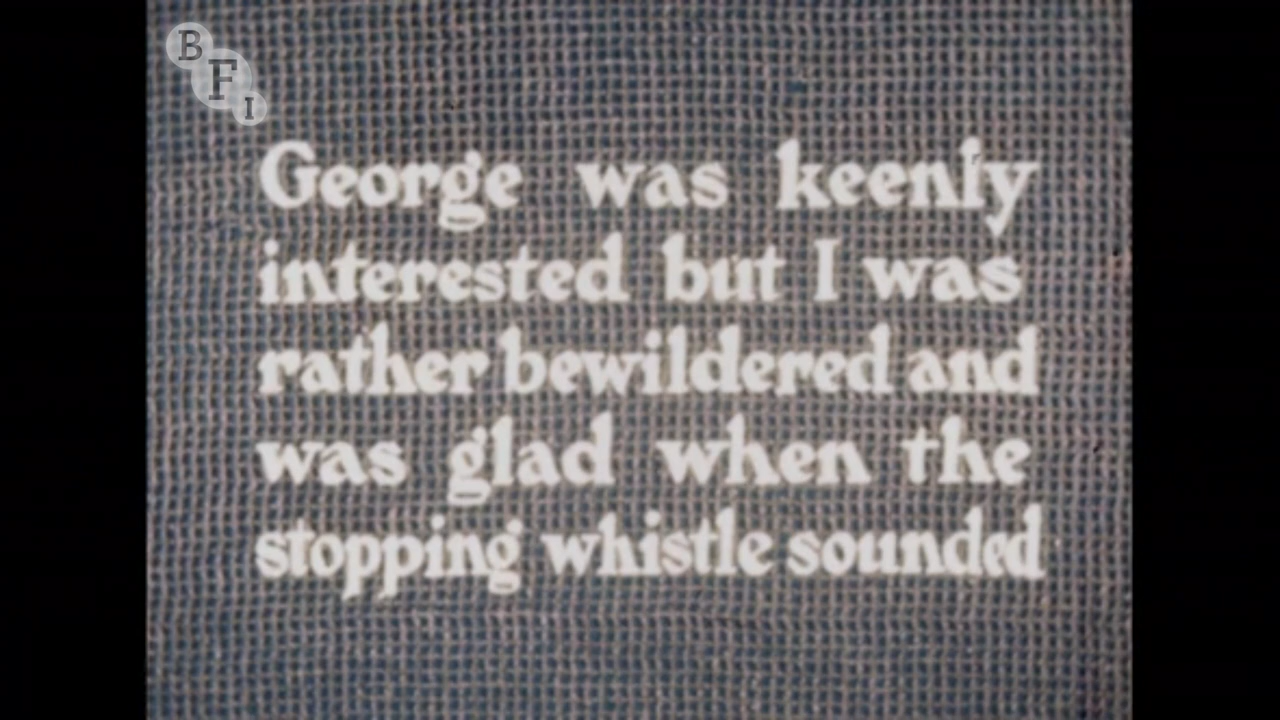 BFI
George was keenly
interested but I was
rather bewildered and
was glad when the
stopping whistle sounded